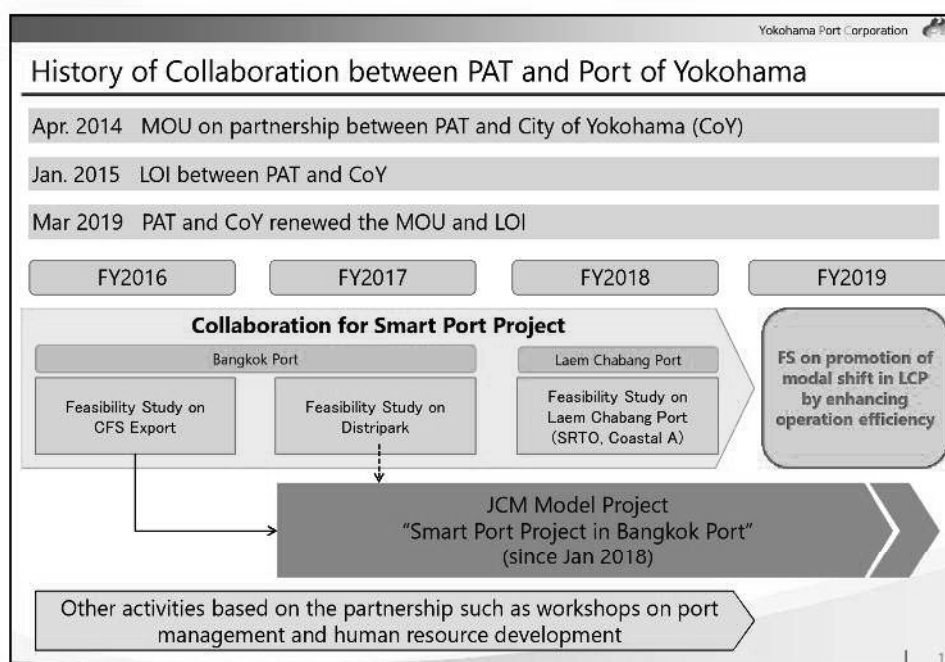 Yokohama Port Corporation
History of Collaboration between PAT and Port of Yokohama
Apr. 2014 MOU on partnership between PAT and City of Yokohama (CoY)
Jan. 2015 LOI between PAT and CoY
Mar 2019 PAT and CoY renewed the MOU and LOI
FY2016
FY2017
FY2018
FY2019
Collaboration for Smart Port Project
Bangkok Port
Laem Chabang Port
Feasibility Study on
CFS Export
Feasibility Study on
Distripark
Feasibility Study on
Laem Chabang Port
(SRTO, Coastal A)
FS on promotion of
modal shift in LCP
by enhancing
operation efficiency
JCM Model Project
“Smart Port Project in Bangkok Port”
(since Jan 2018)
Other activities based on the partnership such as workshops on port
management and human resource development
1